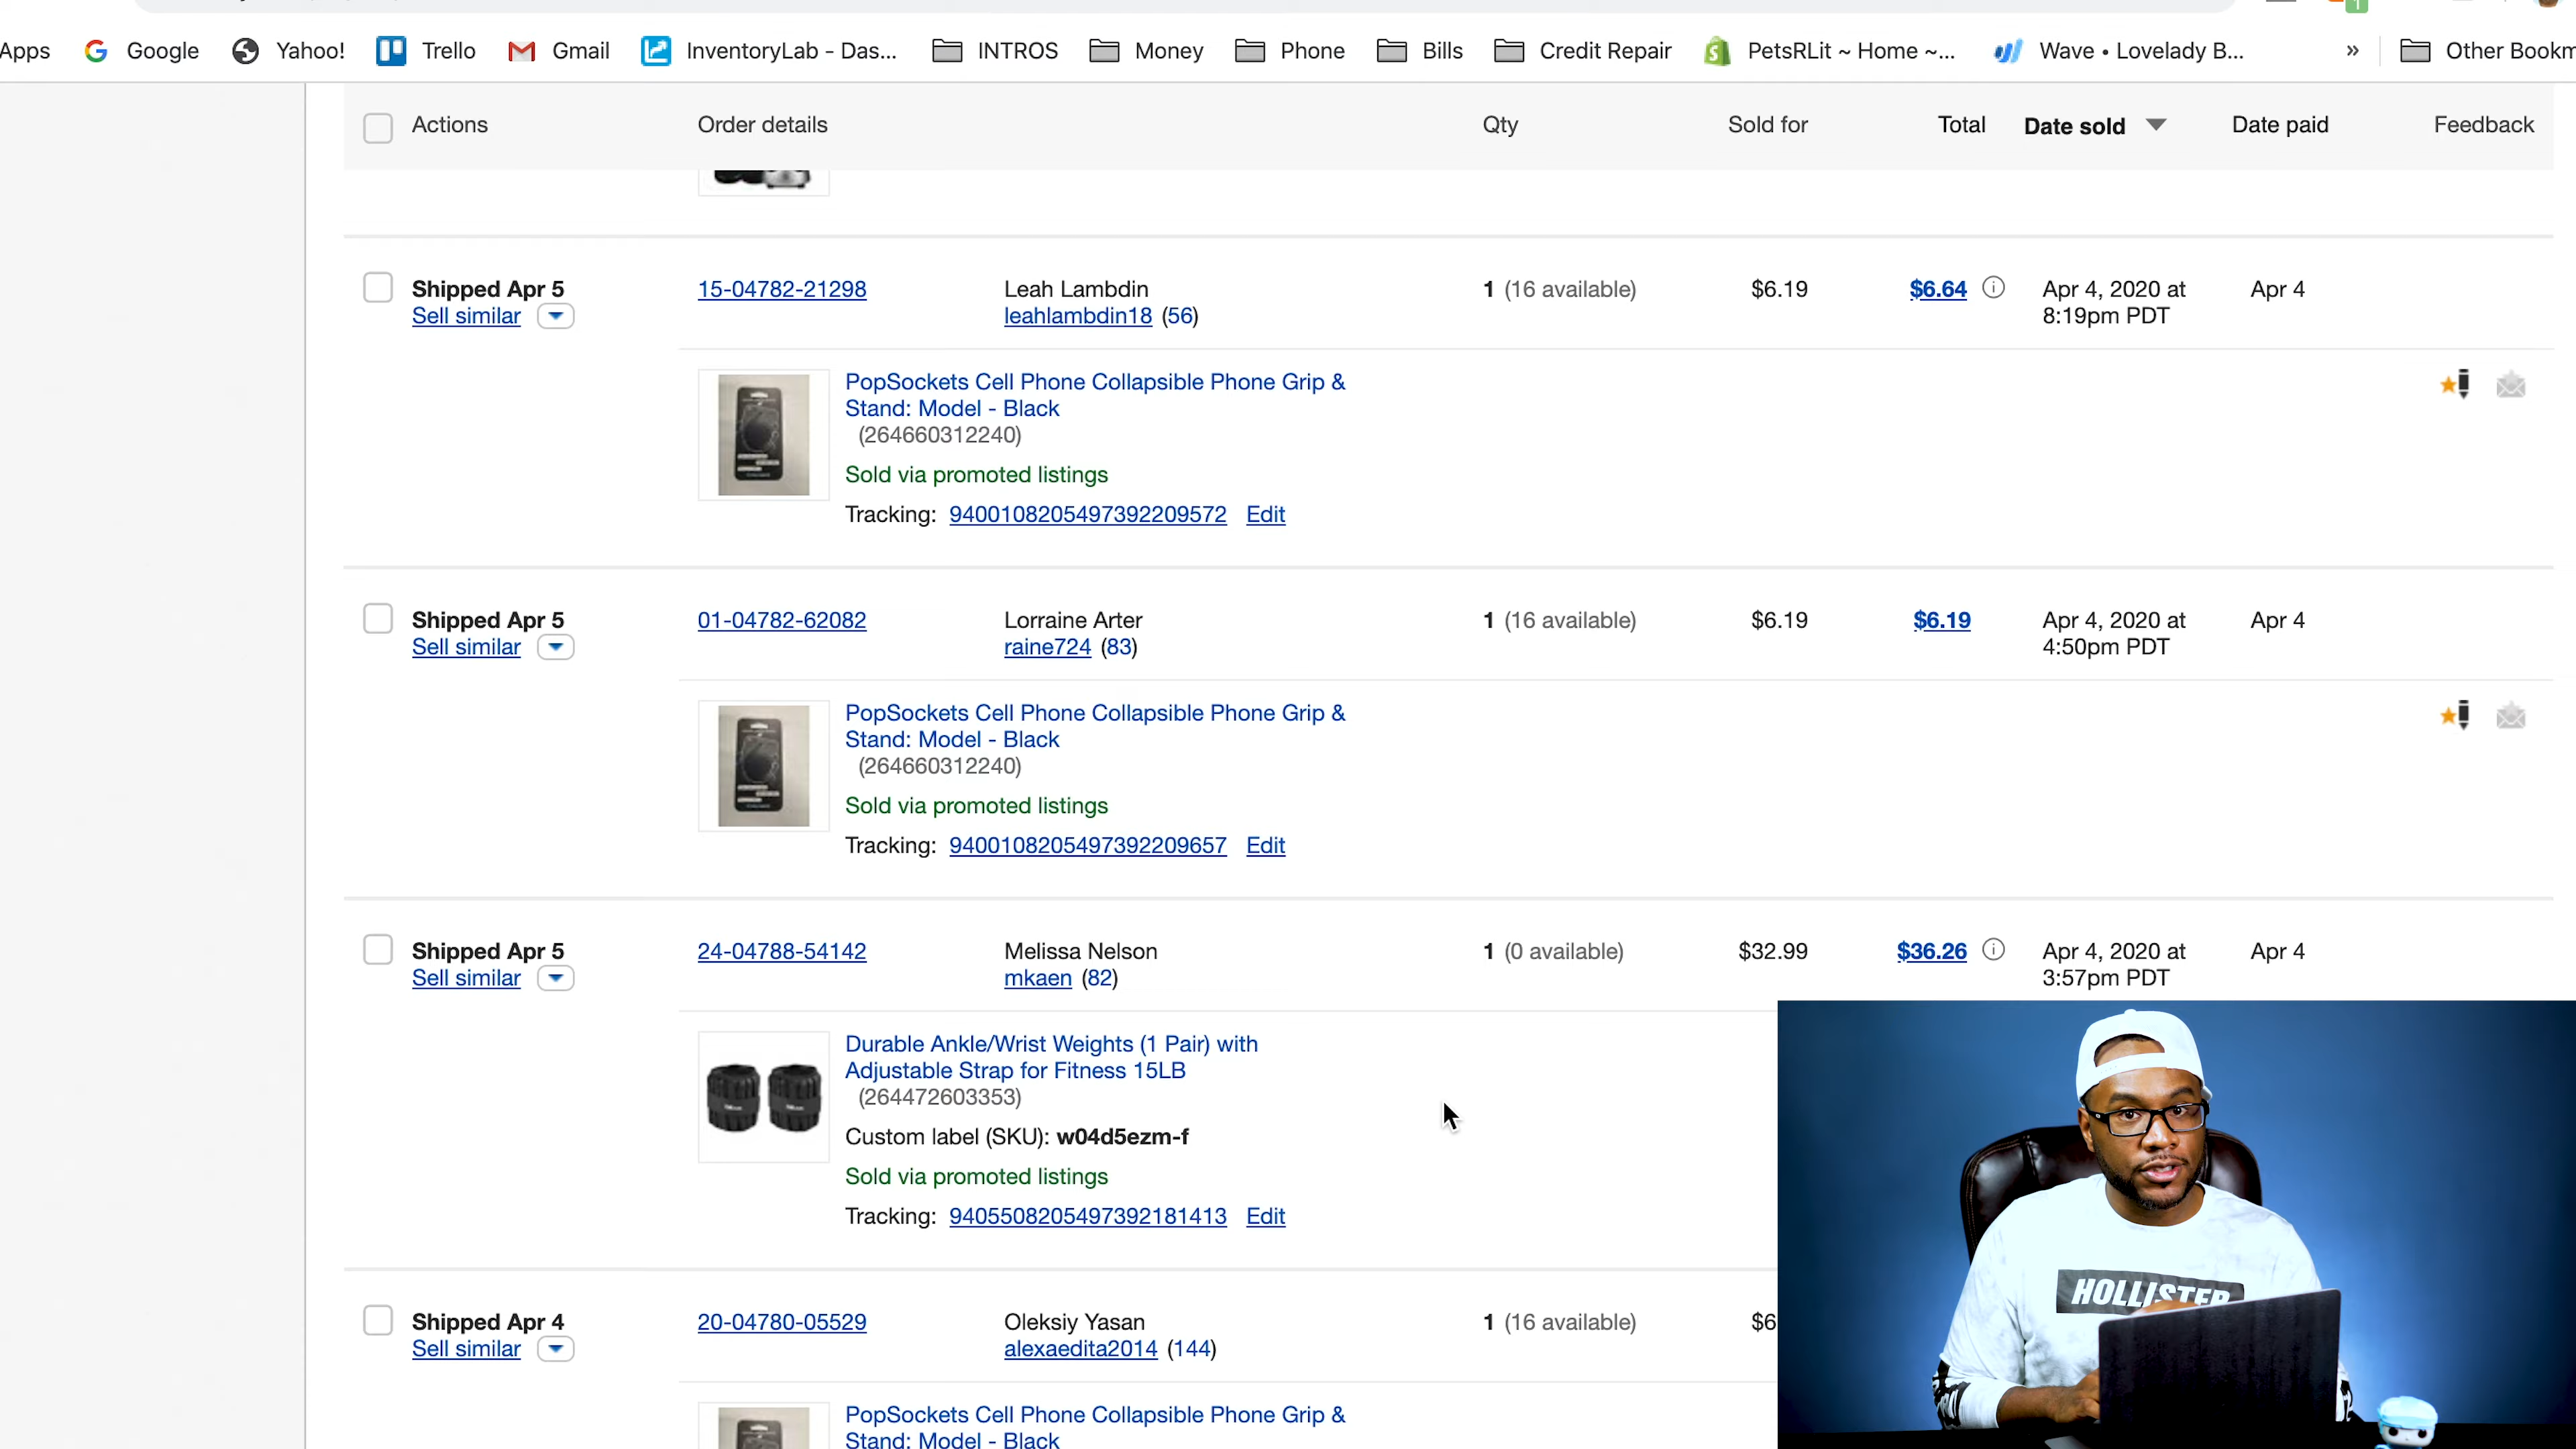 Apps Google Yahoo! Trello Gmail InventoryLab - Das... INTROS Money Phone Bills Credit Repair PetsRLit ~ Home ~... Wave • Lovelady B... » Other Bookm
Actions Order details Qty Sold for Total Date sold Date paid Feedback
Shipped Apr 5 15-04782-21298 Leah Lambdin 1 (16 available) $6.19 $6.64 Apr 4, 2020 at Apr 4
Sell similar leahlambdin18 (56) 8:19pm PDT
PopSockets Cell Phone Collapsible Phone Grip &
Stand: Model - Black
(264660312240)
Sold via promoted listings
Tracking: 9400108205497392209572 Edit
Shipped Apr 5 01-04782-62082 Lorraine Arter 1 (16 available) $6.19 $6.19 Apr 4, 2020 at Apr 4
Sell similar raine724 (83) 4:50pm PDT
PopSockets Cell Phone Collapsible Phone Grip &
Stand: Model - Black
(264660312240)
Sold via promoted listings
Tracking: 9400108205497392209657 Edit
Shipped Apr 5 24-04788-54142 Melissa Nelson 1 (0 available) $32.99 $36.26 Apr 4, 2020 at Apr 4
Sell similar mkaen (82) 3:57pm PDT
Durable Ankle/Wrist Weights (1 Pair) with
Adjustable Strap for Fitness 15LB
(264472603353)
Custom label (SKU): w04d5ezm-f
Sold via promoted listings
Tracking: 9405508205497392181413 Edit
HOLLISTER
Shipped Apr 4 20-04780-05529 Oleksiy Yasan 1 (16 available) $6
Sell similar alexaedita2014 (144)
PopSockets Cell Phone Collapsible Phone Grip &
Stand: Model - Black